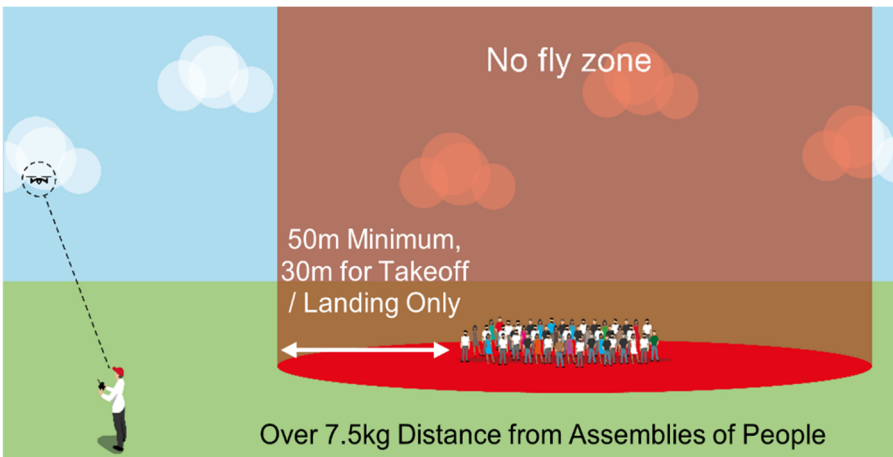 No fly zone
50m Minimum,
30m for Takeoff
/ Landing Only
Over 7.5kg Distance from Assemblies of People